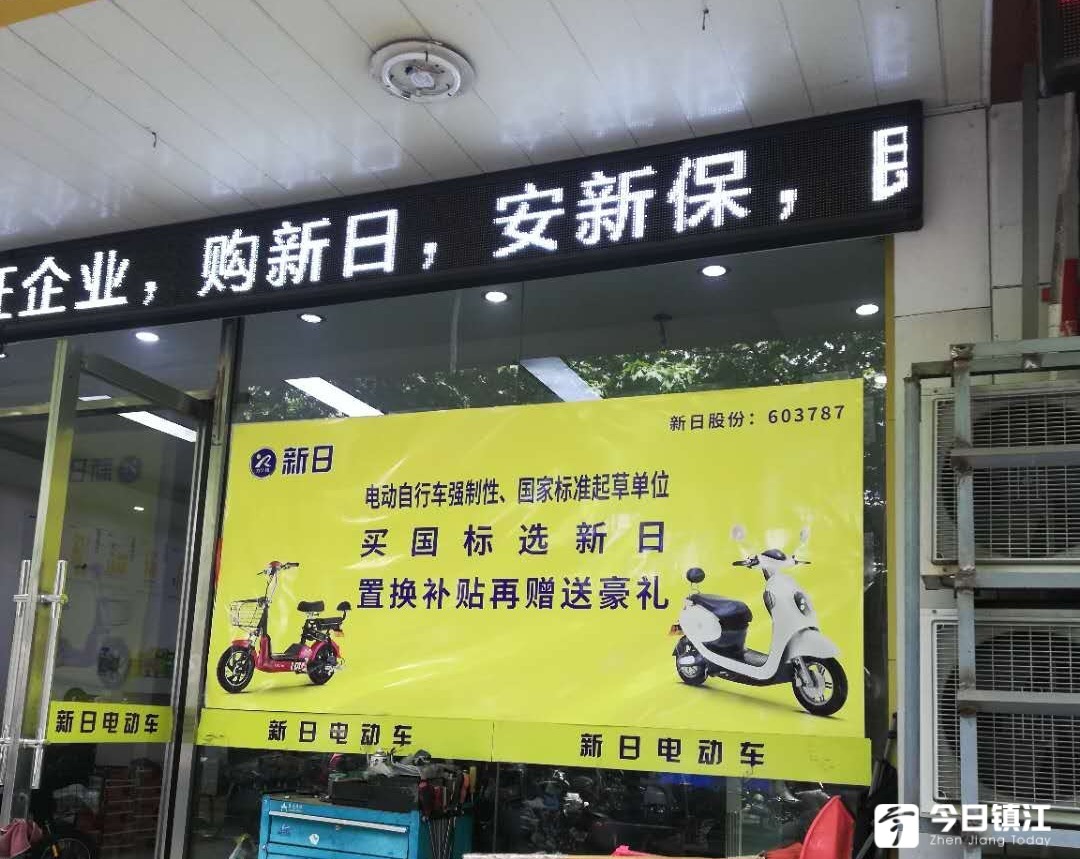 企业，购新日，安新保，
新日股份：603787
新日
电动自行车强制性、国家标准起草单位
买国标选新日
置换补贴再赠送豪礼
新日电动车
新日电动车
新日电动车
今日镇江
Zhen Jiang Today